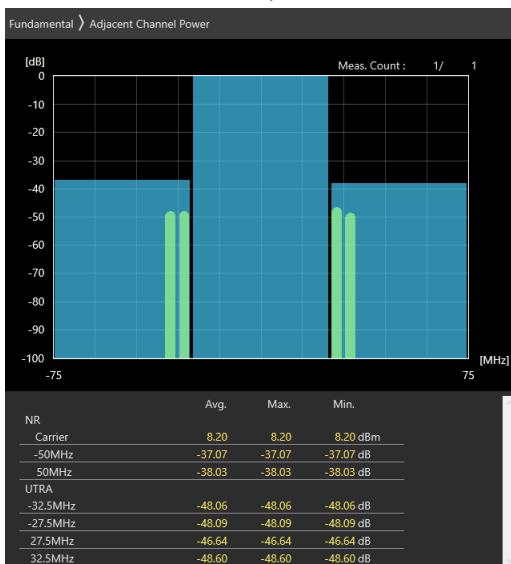 Fundamental 〉 Adjacent Channel Power
[dB] Meas. Count : 1/ 1
0
-10
-20
-30
-40
-50
-60
-70
-80
-90
-100
[MHz]
-75 75
Avg. Max. Min.
NR
Carrier 8.20 8.20 8.20 dBm
-50MHz -37.07 -37.07 -37.07 dB
50MHz -38.03 -38.03 -38.03 dB
UTRA
-32.5MHz -48.06 -48.06 -48.06 dB
-27.5MHz -48.09 -48.09 -48.09 dB
27.5MHz -46.64 -46.64 -46.64 dB
32.5MHz -48.60 -48.60 -48.60 dB